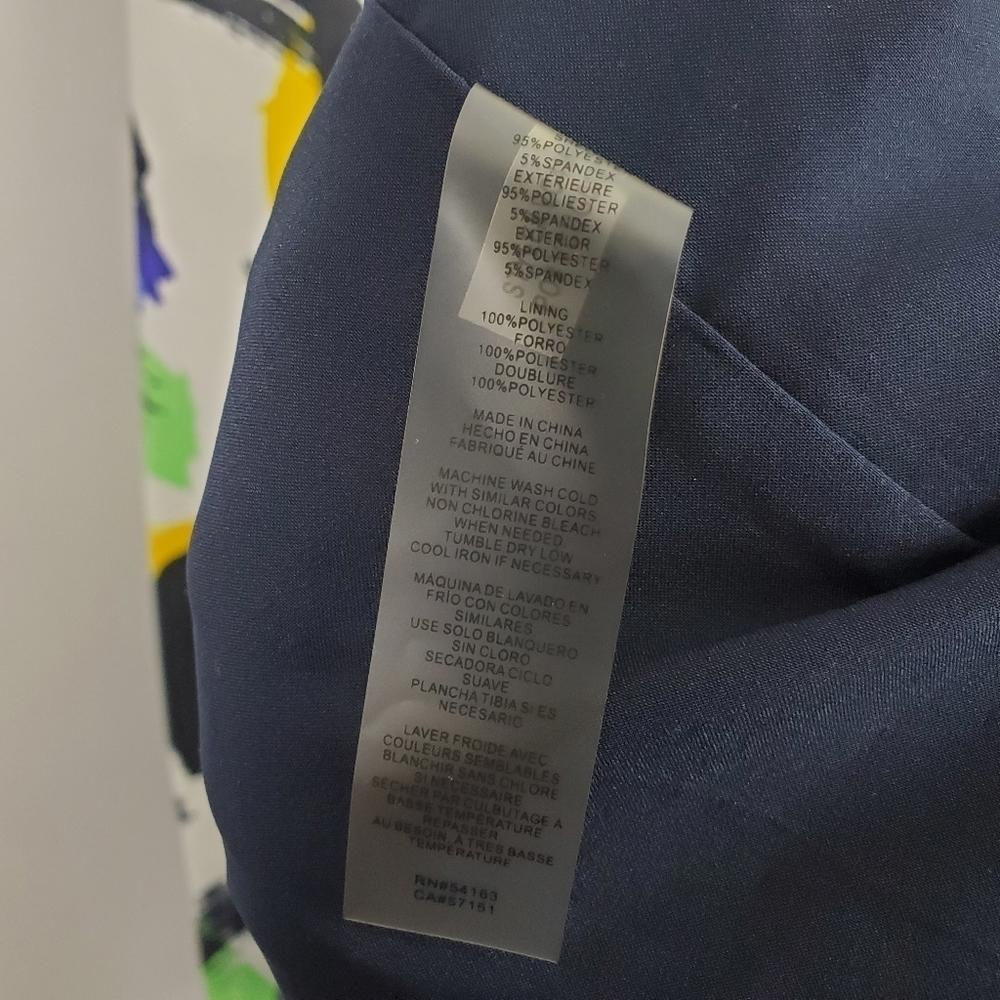 95%POLYESTER
5%SPANDEX
EXTÉRIEURE
95%POLIESTER
5%SPANDEX
EXTERIOR
95%POLYESTER
5%SPANDEX
LINING
100%POLYESTER
FORRO
100%POLIESTER
DOUBLURE
100%POLYESTER
MADE IN CHINA
HECHO EN CHINA
FABRIQUÉ AU CHINE
MACHINE WASH COLD
WITH SIMILAR COLORS
NON CHLORINE BLEACH
WHEN NEEDED
TUMBLE DRY LOW
COOL IRON IF NECESSARY
MÁQUINA DE LAVADO EN
FRÍO CON COLORES
SIMILARES
USE SOLO BLANQUERO
SIN CLORO
SECADORA CICLO
SUAVE
PLANCHA TIBIA SI ES
NECESARIO
LAVER FROIDE AVEC
COULEURS SEMBLABLES
BLANCHIR SANS CHLORE
SI NECESSAIRE
SÉCHER PAR CULBUTAGE A
BASSE TEMPÉRATURE
REPASSER
AU BESOIN, À TRES BASSE
TEMPÉRATURE
RN#54163
CA#57151